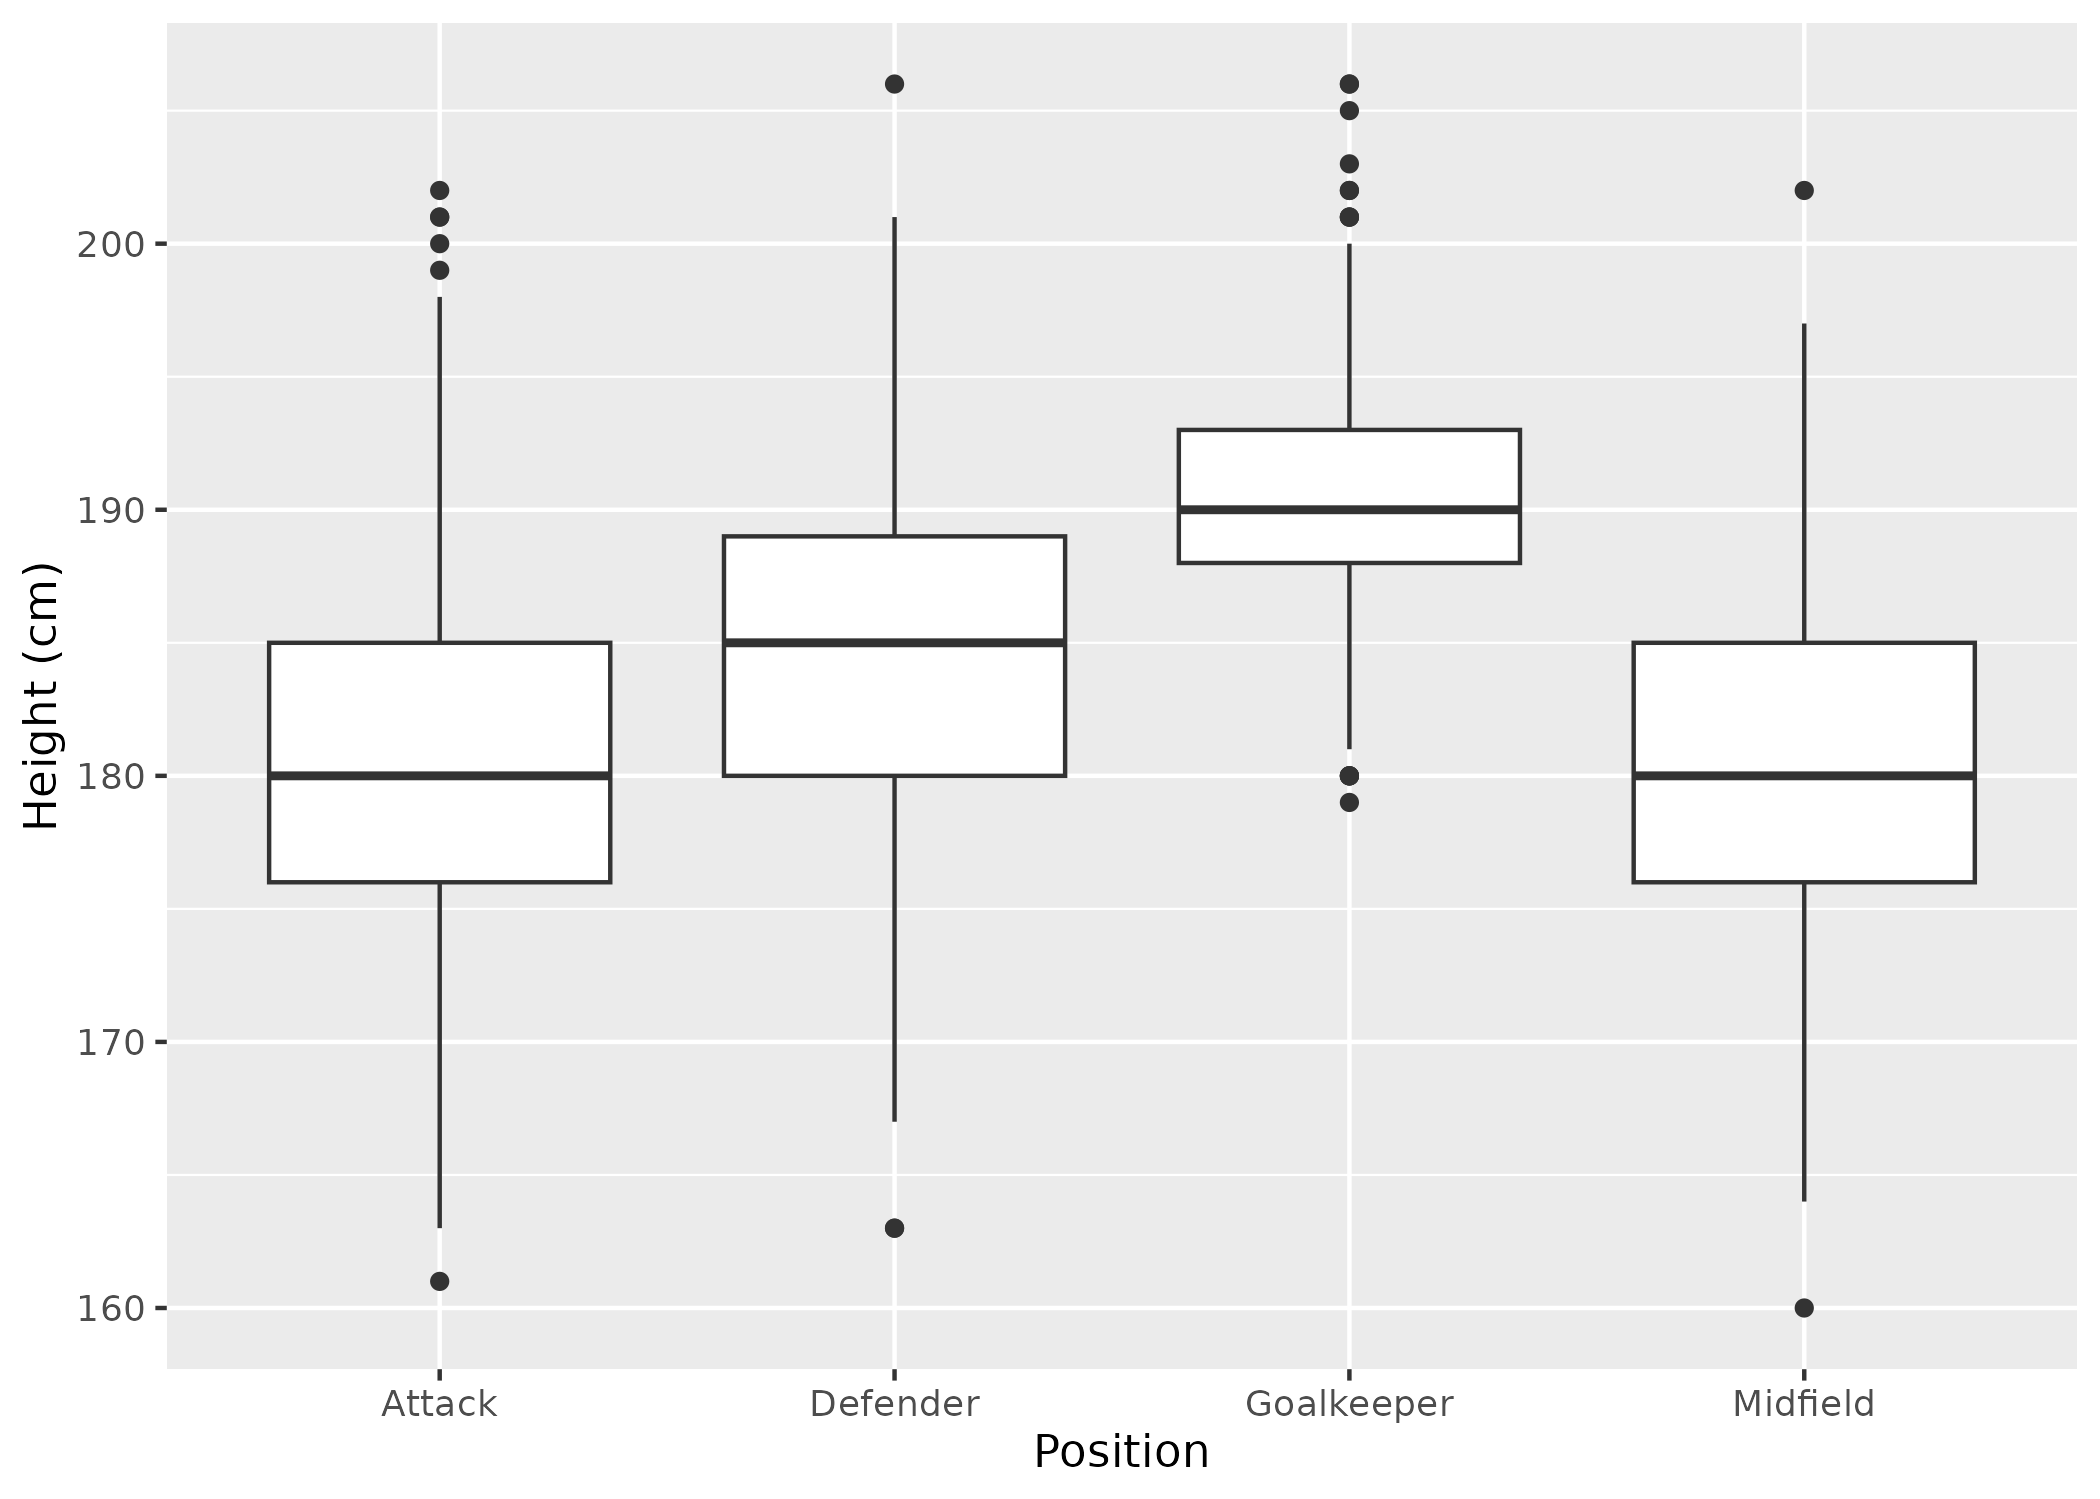 Height (cm)
200
190
180
170
160
Attack Defender Goalkeeper Midfield
Position